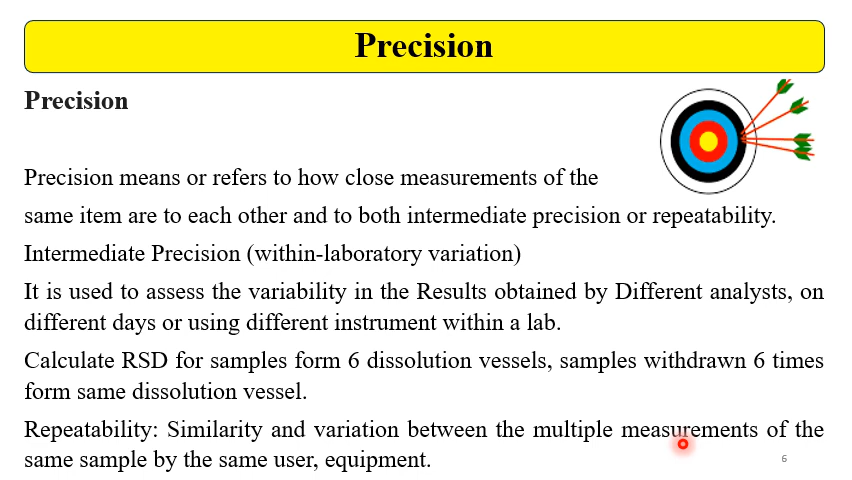 Precision
Precision
Precision means or refers to how close measurements of the
same item are to each other and to both intermediate precision or repeatability.
Intermediate Precision (within-laboratory variation)
It is used to assess the variability in the Results obtained by Different analysts, on
different days or using different instrument within a lab.
Calculate RSD for samples form 6 dissolution vessels, samples withdrawn 6 times
form same dissolution vessel.
Repeatability: Similarity and variation between the multiple measurements of the
same sample by the same user, equipment.
6